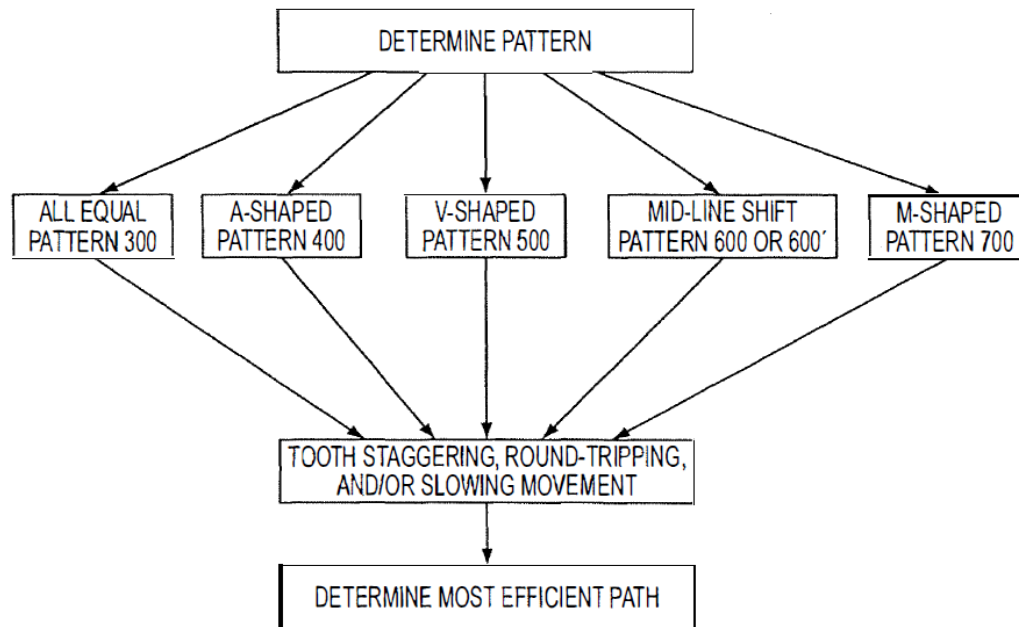 DETERMINE PATTERN
ALL EQUAL
PATTERN 300
A-SHAPED
PATTERN 400
V-SHAPED
PATTERN 500
MID-LINE SHIFT
PATTERN 600 OR 600´
M-SHAPED
PATTERN 700
TOOTH STAGGERING, ROUND-TRIPPING,
AND/OR SLOWING MOVEMENT
DETERMINE MOST EFFICIENT PATH